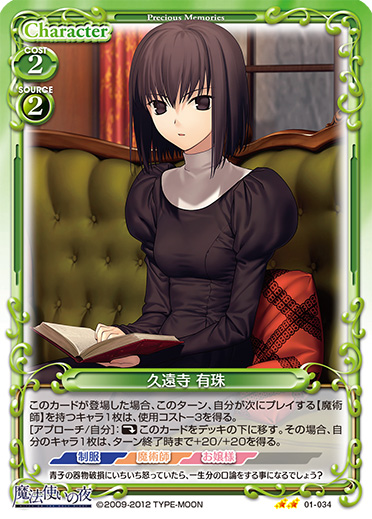 Precious Memories
Character
COST
2
SOURCE
2
久遠寺 有珠
このカードが登場した場合、このターン、自分が次にプレイする【魔術
師】を持つキャラ1枚は、使用コスト－3を得る。
[アプローチ/自分]:このカードをデッキの下に移す。その場合、自
分のキャラ1枚は、ターン終了時まで+20/+20を得る。
制服 魔術師 お嬢様
青子の器物破損にいちいち怒っていたら、一生分の口論をする事になるでしょう?
魔法使いの夜 ©2009-2012 TYPE-MOON 01-034